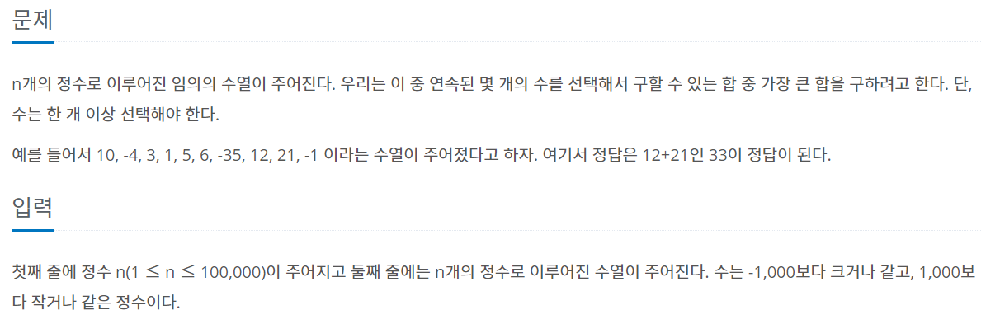 문제
n개의 정수로 이루어진 임의의 수열이 주어진다. 우리는 이 중 연속된 몇 개의 수를 선택해서 구할 수 있는 합 중 가장 큰 합을 구하려고 한다. 단,
수는 한 개 이상 선택해야 한다.
예를 들어서 10, -4, 3, 1, 5, 6, -35, 12, 21, -1 이라는 수열이 주어졌다고 하자. 여기서 정답은 12+21인 33이 정답이 된다.
입력
첫째 줄에 정수 n(1 ≤ n ≤ 100,000)이 주어지고 둘째 줄에는 n개의 정수로 이루어진 수열이 주어진다. 수는 -1,000보다 크거나 같고, 1,000보
다 작거나 같은 정수이다.